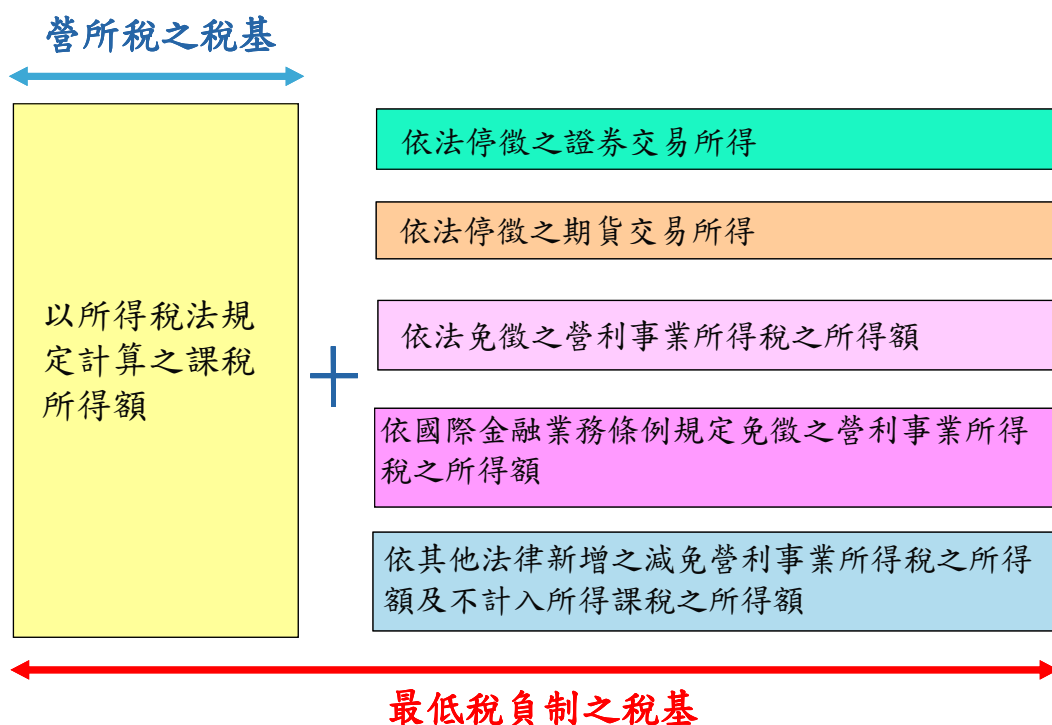 營所稅之稅基
以所得稅法規
定計算之課稅
所得額
+
依法停徵之證券交易所得
依法停徵之期貨交易所得
依法免徵之營利事業所得稅之所得額
依國際金融業務條例規定免徵之營利事業所得
稅之所得額
依其他法律新增之減免營利事業所得稅之所得
額及不計入所得課稅之所得額
最低稅負制之稅基